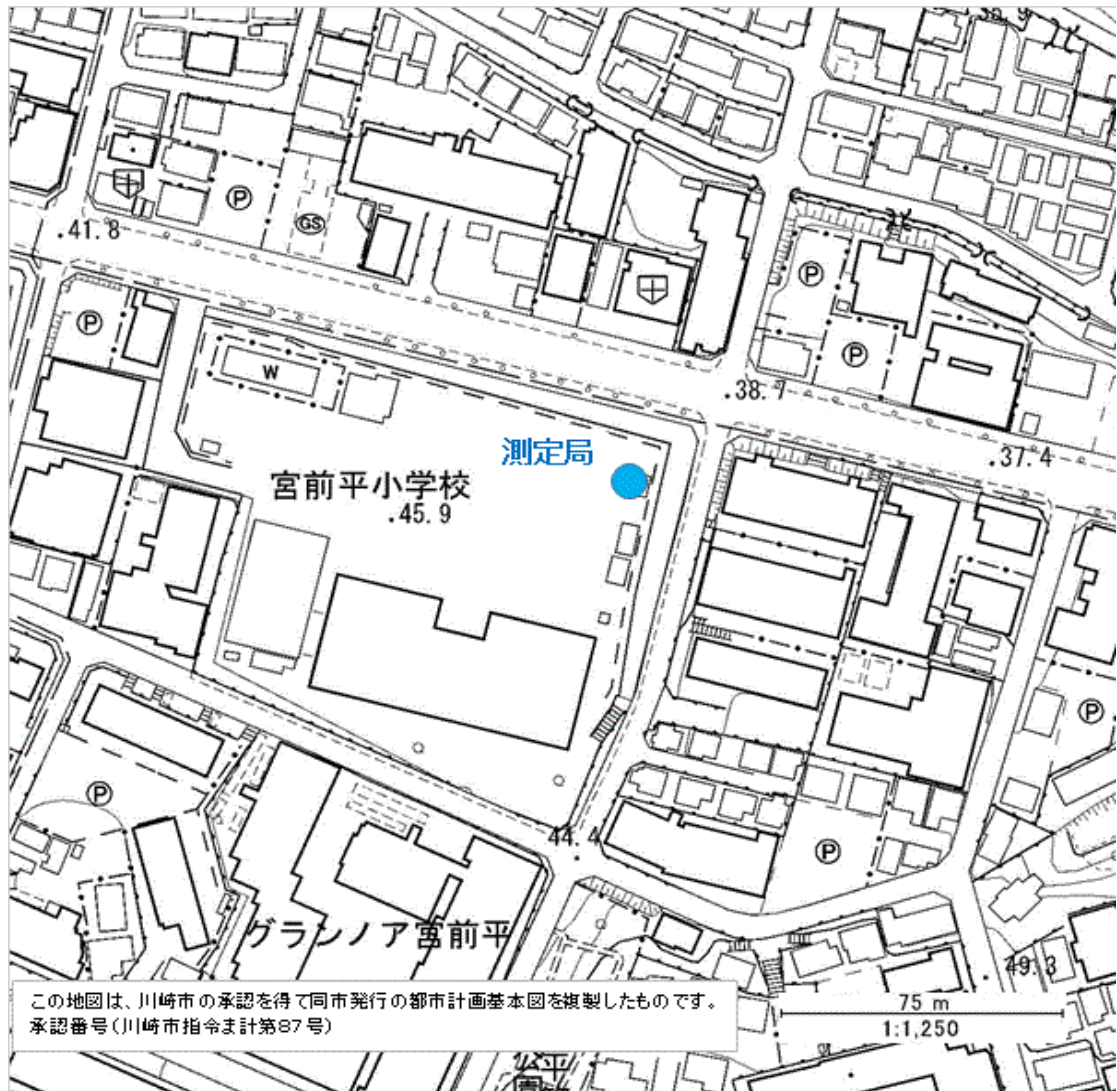 P
GS
41.8
P
P
W
P
P
38.7
37.4
測定局
宮前平小学校
45.9
P
P
44.4
P
グランノア宮前平
49.3
この地図は、川崎市の承認を得て同市発行の都市計画基本図を複製したものです。
承認番号(川崎市指令ま計第87号)
75 m
1:1,250